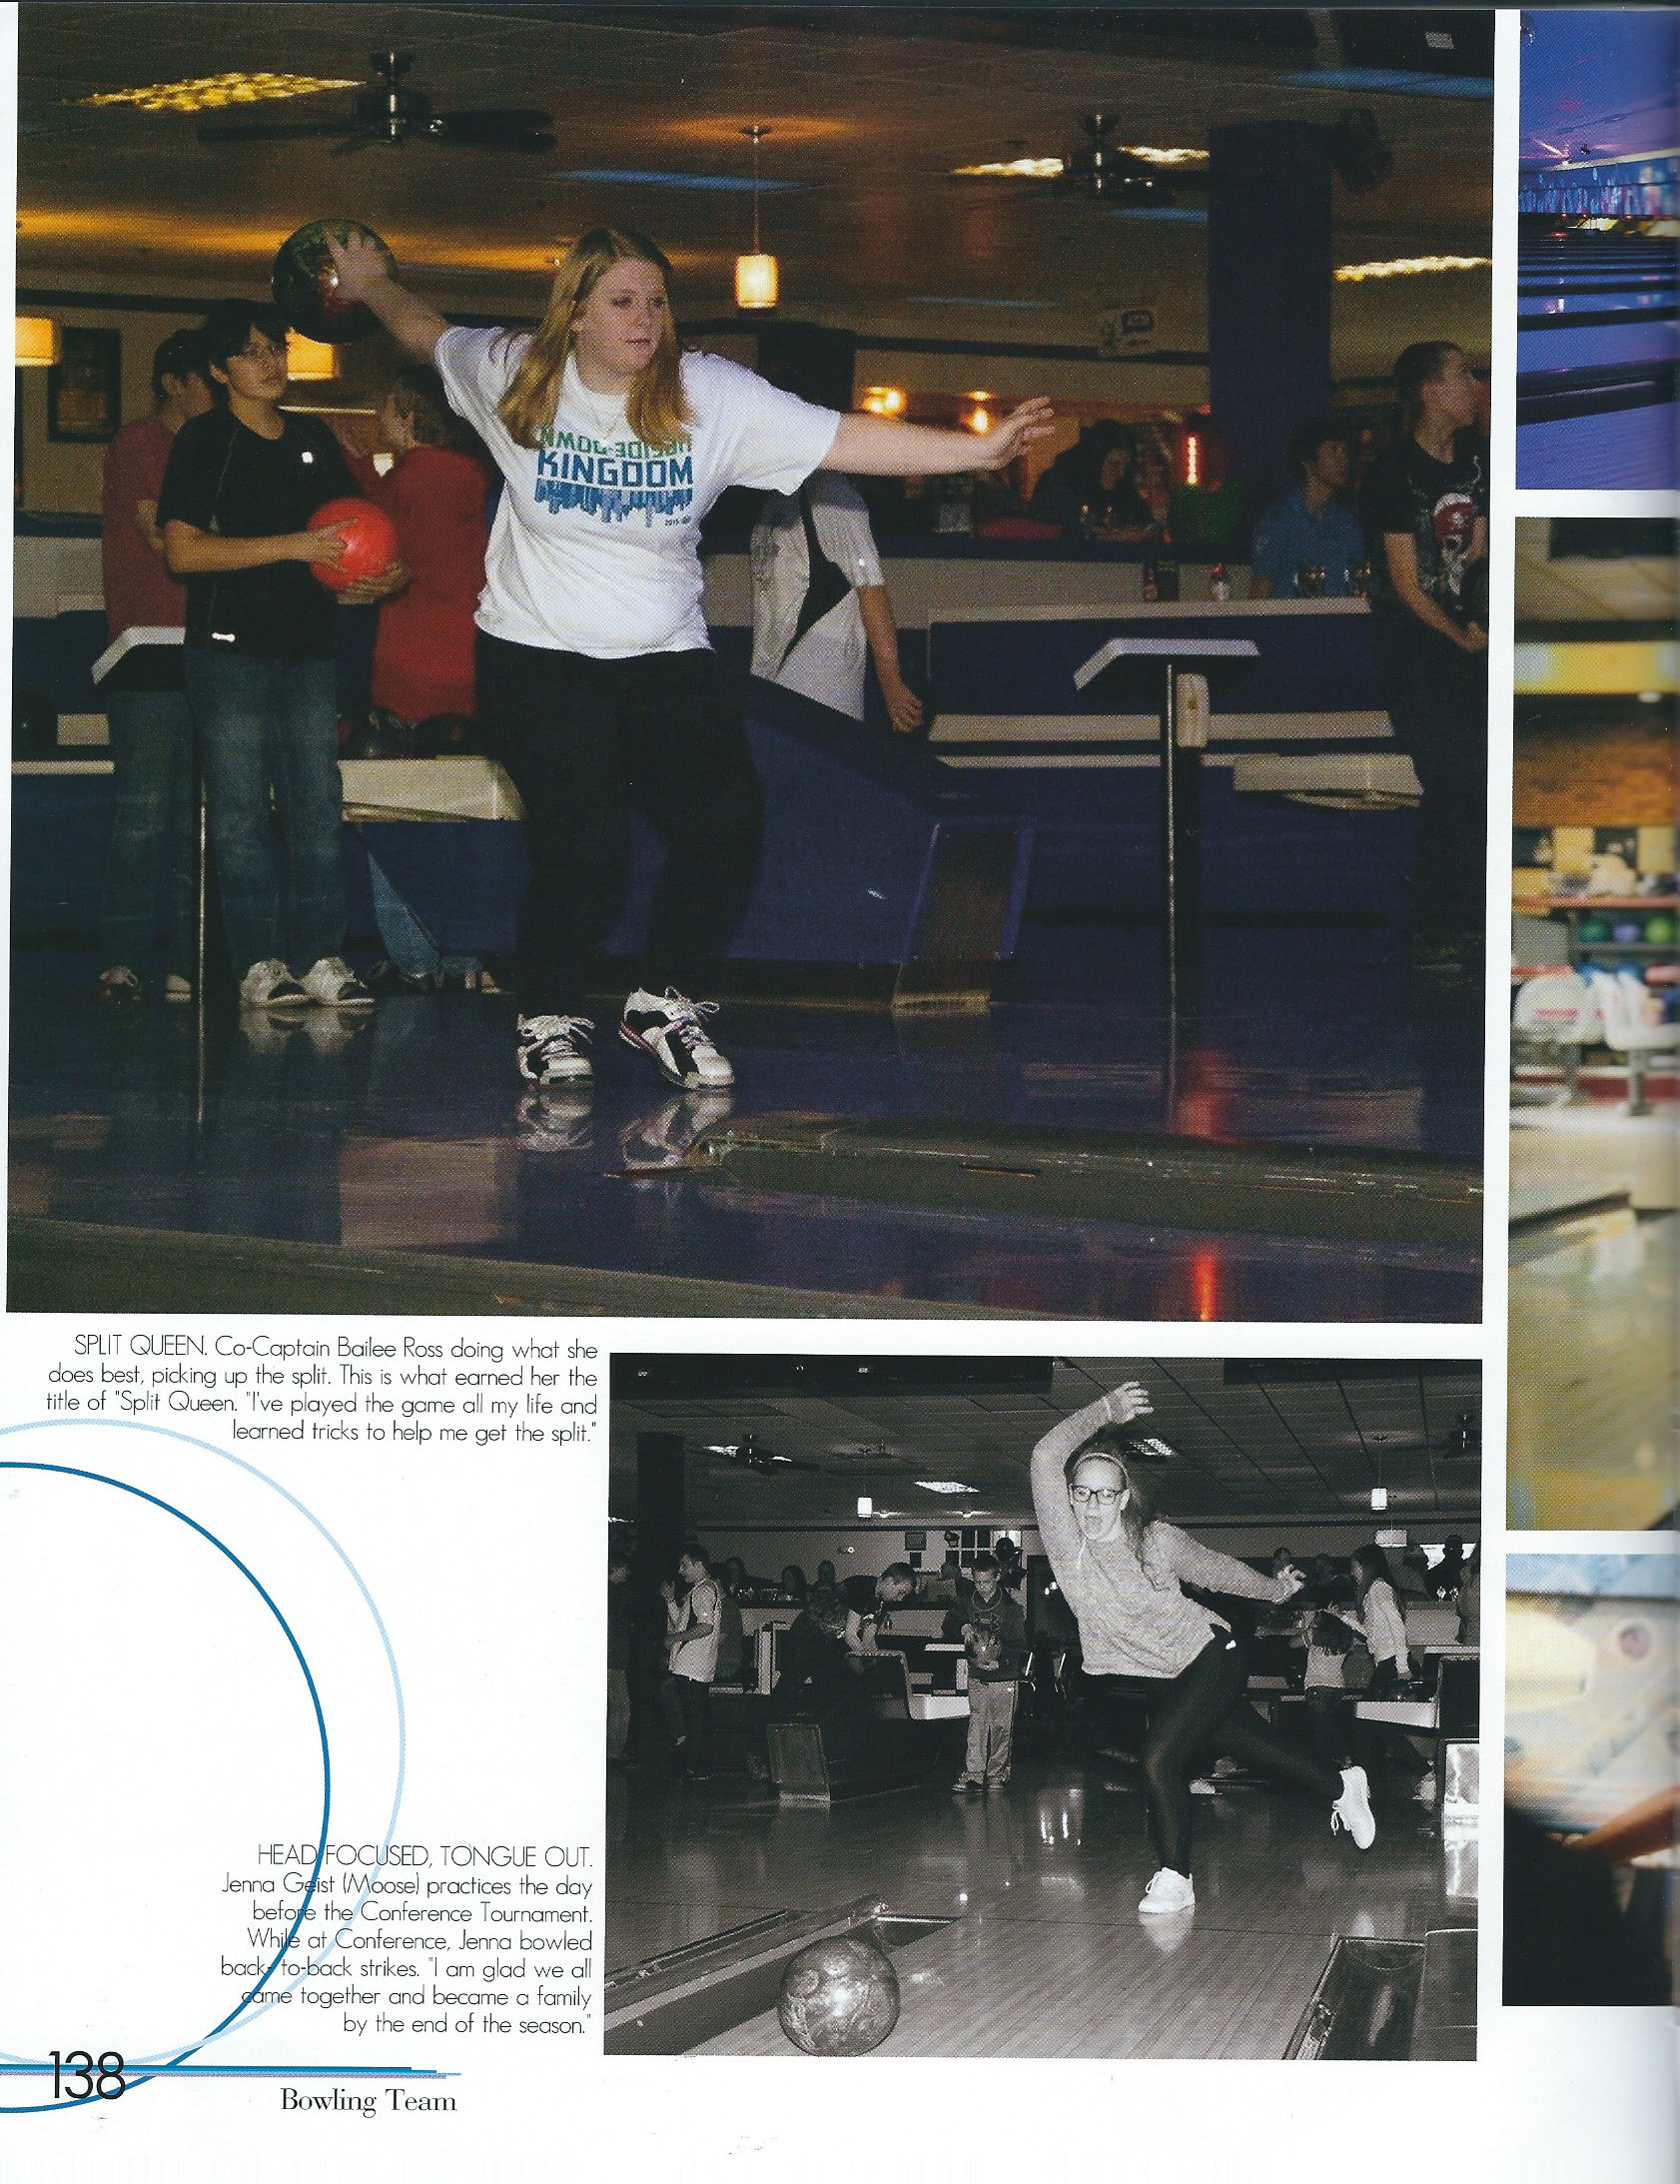 UPSIDE-DOWN
KINGDOM
SPLIT QUEEN. Co-Captain Bailee Ross doing what she
does best, picking up the split. This is what earned her the
title of "Split Queen. "I've played the game all my life and
learned tricks to help me get the split."
HEAD FOCUSED, TONGUE OUT.
Jenna Geist (Moose) practices the day
before the Conference Tournament.
While at Conference, Jenna bowled
back- to-back strikes. "I am glad we all
came together and became a family
by the end of the season."
138
Bowling Team